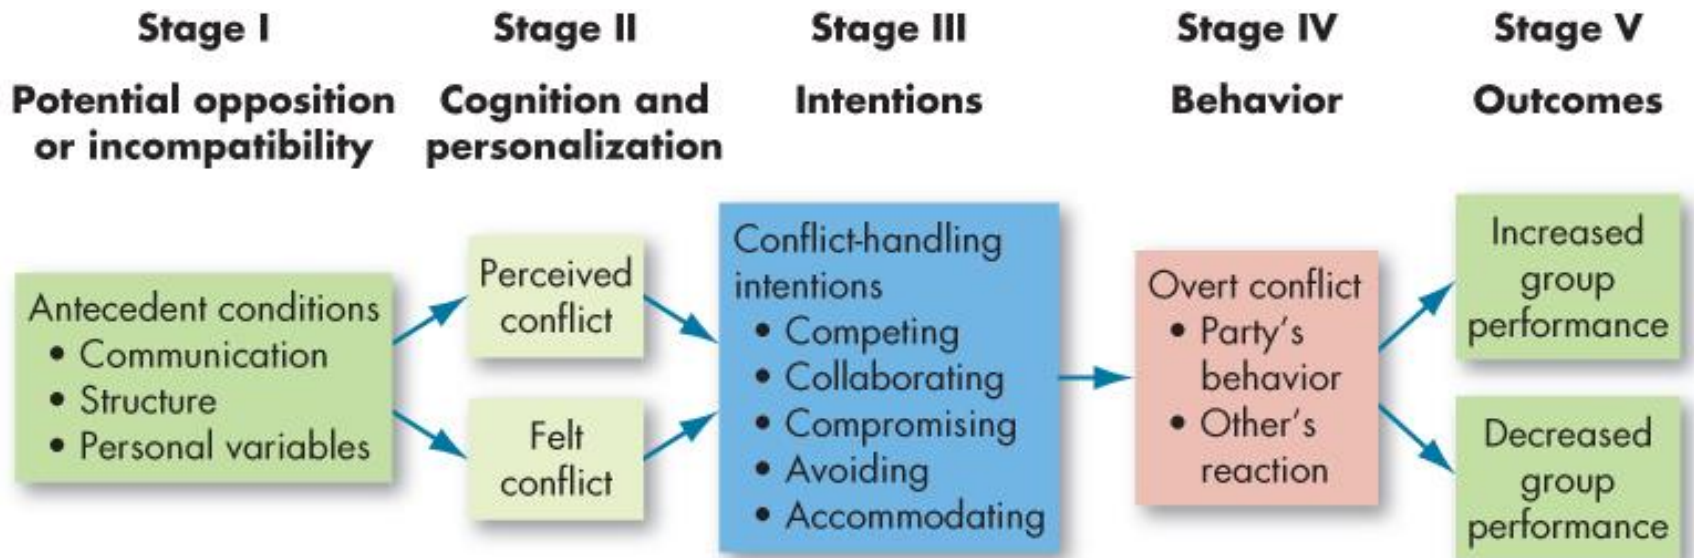 Stage I
Potential opposition
or incompatibility
Stage II
Cognition and
personalization
Stage III
Intentions
Stage IV
Behavior
Stage V
Outcomes
Antecedent conditions
• Communication
• Structure
• Personal variables
Perceived
conflict
Felt
conflict
Conflict-handling
intentions
• Competing
• Collaborating
• Compromising
• Avoiding
• Accommodating
Overt conflict
• Party's
behavior
• Other's
reaction
Increased
group
performance
Decreased
group
performance